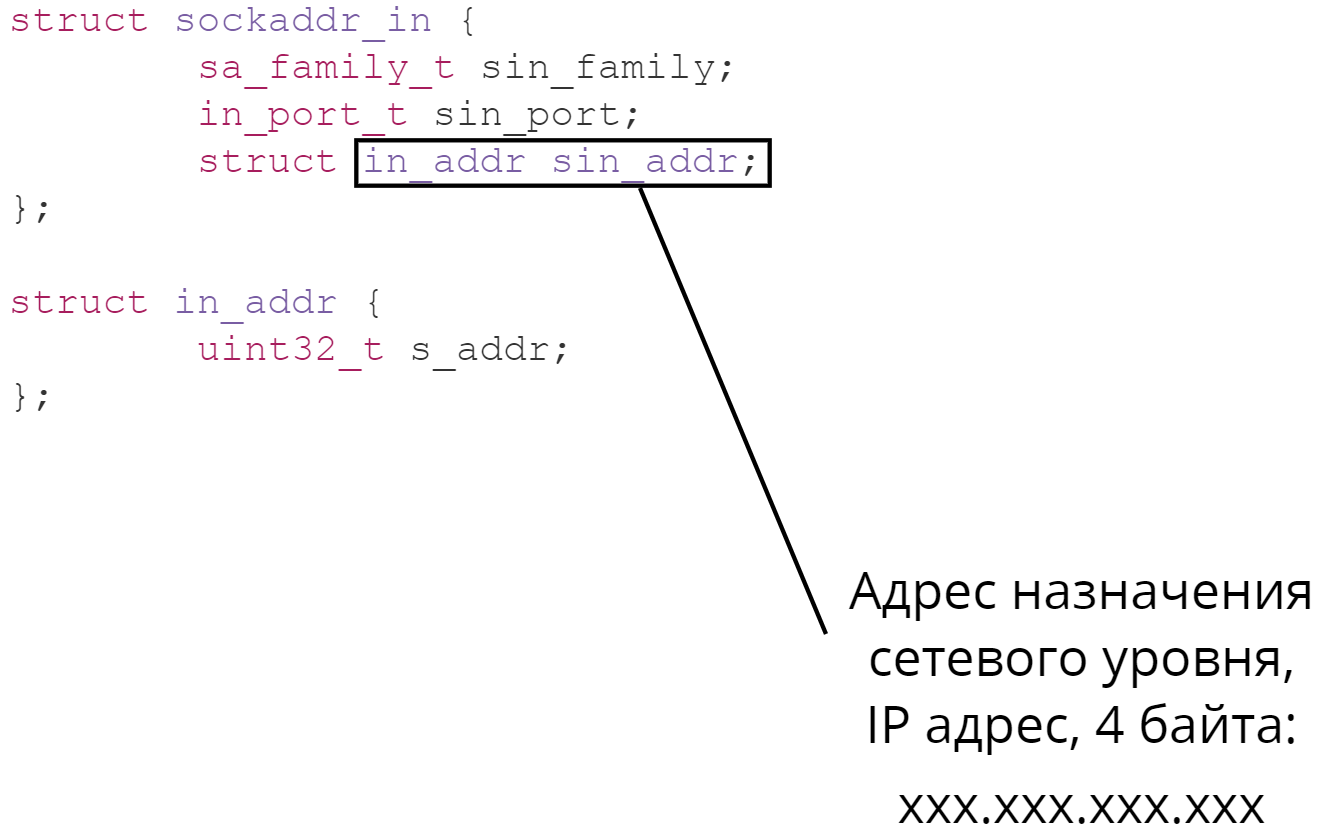 struct sockaddr_in {
sa_family_t sin_family;
in_port_t sin_port;
struct in_addr sin_addr;
};
struct in_addr {
uint32_t s_addr;
};
Адрес назначения
сетевого уровня,
IP адрес, 4 байта:
xxx.xxx.xxx.xxx